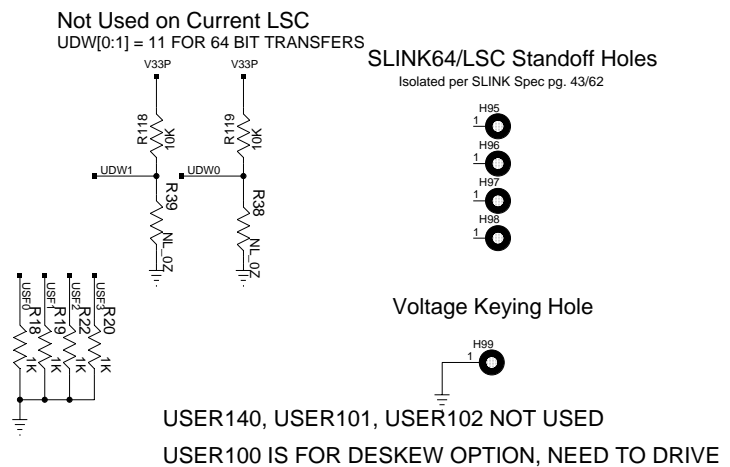 Not Used on Current LSC
UDW[0:1] = 11 FOR 64 BIT TRANSFERS
V33P
V33P
R118
10K
R119
10K
UDW1
UDW0
R39
NL_0Z
R38
NL_0Z
SLINK64/LSC Standoff Holes
Isolated per SLINK Spec pg. 43/62
H95
1
H96
1
H97
1
H98
1
USF0
R18
1K
USF1
R19
1K
USF2
R22
1K
USF3
R20
1K
Voltage Keying Hole
H99
1
USER140, USER101, USER102 NOT USED
USER100 IS FOR DESKEW OPTION, NEED TO DRIVE